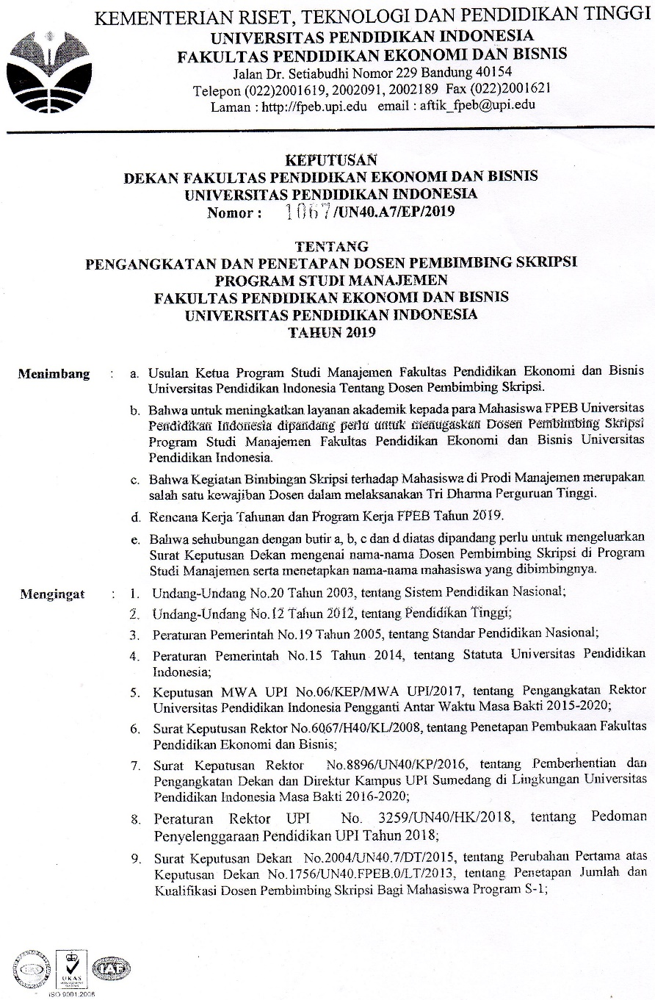 KEMENTERIAN RISET, TEKNOLOGI DAN PENDIDIKAN TINGGI
UNIVERSITAS PENDIDIKAN INDONESIA
FAKULTAS PENDIDIKAN EKONOMI DAN BISNIS
Jalan Dr. Setiabudhi Nomor 229 Bandung 40154
Telepon (022)2001619, 2002091, 2002189 Fax (022)2001621
Laman : http://fpeb.upi.edu email : aftik_fpeb@upi.edu
KEPUTUSAN
DEKAN FAKULTAS PENDIDIKAN EKONOMI DAN BISNIS
UNIVERSITAS PENDIDIKAN INDONESIA
Nomor : 1067/UN40.A7/EP/2019
TENTANG
PENGANGKATAN DAN PENETAPAN DOSEN PEMBIMBING SKRIPSI
PROGRAM STUDI MANAJEMEN
FAKULTAS PENDIDIKAN EKONOMI DAN BISNIS
UNIVERSITAS PENDIDIKAN INDONESIA
TAHUN 2019
Menimbang : a. Usulan Ketua Program Studi Manajemen Fakultas Pendidikan Ekonomi dan Bisnis
Universitas Pendidikan Indonesia Tentang Dosen Pembimbing Skripsi.
b. Bahwa untuk meningkatkan layanan akademik kepada para Mahasiswa FPEB Universitas
Pendidikan Indonesia dipandang perlu untuk menugaskan Dosen Pembimbing Skripsi
Program Studi Manajemen Fakultas Pendidikan Ekonomi dan Bisnis Universitas
Pendidikan Indonesia.
c. Bahwa Kegiatan Bimbingan Skripsi terhadap Mahasiswa di Prodi Manajemen merupakan
salah satu kewajiban Dosen dalam melaksanakan Tri Dharma Perguruan Tinggi.
d. Rencana Kerja Tahunan dan Program Kerja FPEB Tahun 2019.
e. Bahwa sehubungan dengan butir a, b, c dan d diatas dipandang perlu untuk mengeluarkan
Surat Keputusan Dekan mengenai nama-nama Dosen Pembimbing Skripsi di Program
Studi Manajemen serta menetapkan nama-nama mahasiswa yang dibimbingnya.
Mengingat : 1. Undang-Undang No.20 Tahun 2003, tentang Sistem Pendidikan Nasional;
2. Undang-Undang No.12 Tahun 2012, tentang Pendidikan Tinggi;
3. Peraturan Pemerintah No.19 Tahun 2005, tentang Standar Pendidikan Nasional;
4. Peraturan Pemerintah No.15 Tahun 2014, tentang Statuta Universitas Pendidikan
Indonesia;
5. Keputusan MWA UPI No.06/KEP/MWA UPI/2017, tentang Pengangkatan Rektor
Universitas Pendidikan Indonesia Pengganti Antar Waktu Masa Bakti 2015-2020;
6. Surat Keputusan Rektor No.6067/H40/KL/2008, tentang Penetapan Pembukaan Fakultas
Pendidikan Ekonomi dan Bisnis;
7. Surat Keputusan Rektor No.8896/UN40/KP/2016, tentang Pemberhentian dan
Pengangkatan Dekan dan Direktur Kampus UPI Sumedang di Lingkungan Universitas
Pendidikan Indonesia Masa Bakti 2016-2020;
8. Peraturan Rektor UPI No. 3259/UN40/HK/2018, tentang Pedoman
Penyelenggaraan Pendidikan UPI Tahun 2018;
9. Surat Keputusan Dekan No.2004/UN40.7/DT/2015, tentang Perubahan Pertama atas
Keputusan Dekan No.1756/UN40.FPEB.0/LT/2013, tentang Penetapan Jumlah dan
Kualifikasi Dosen Pembimbing Skripsi Bagi Mahasiswa Program S-1;
UKAS
IAF
ISO 9001:2008